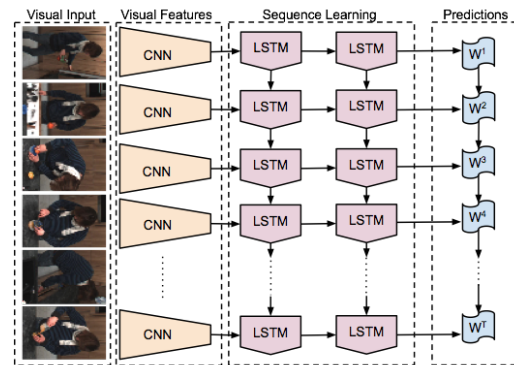 Visual Input Visual Features Sequence Learning Predictions
CNN LSTM LSTM W¹
CNN LSTM LSTM W²
CNN LSTM LSTM W³
CNN LSTM LSTM W⁴
CNN LSTM LSTM Wᵀ